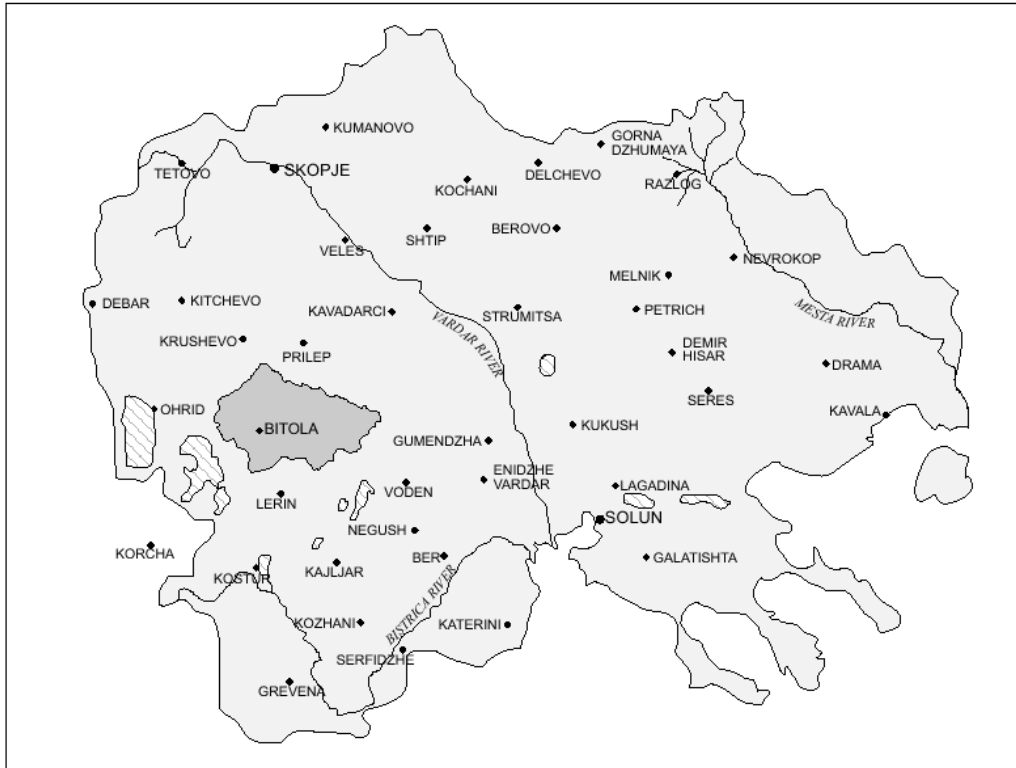 KUMANOVO
GORNA
DZHUMAYA
TETOVO
SKOPJE
DELCHEVO
KOCHANI
RAZLOG
SHTIP
BEROVO
VELES
NEVROKOP
MELNIK
DEBAR
KITCHEVO
KAVADARCI
STRUMITSA
PETRICH
MESTA RIVER
VARDAR RIVER
KRUSHEVO
PRILEP
DEMIR
HISAR
DRAMA
SERES
OHRID
KAVALA
BITOLA
KUKUSH
GUMENDZHA
ENIDZHE
VARDAR
LAGADINA
VODEN
LERIN
SOLUN
NEGUSH
KORCHA
BER
GALATISHTA
KOSTUR
KAJLJAR
BISTRICA RIVER
KOZHANI
KATERINI
SERFIDZHE
GREVENA